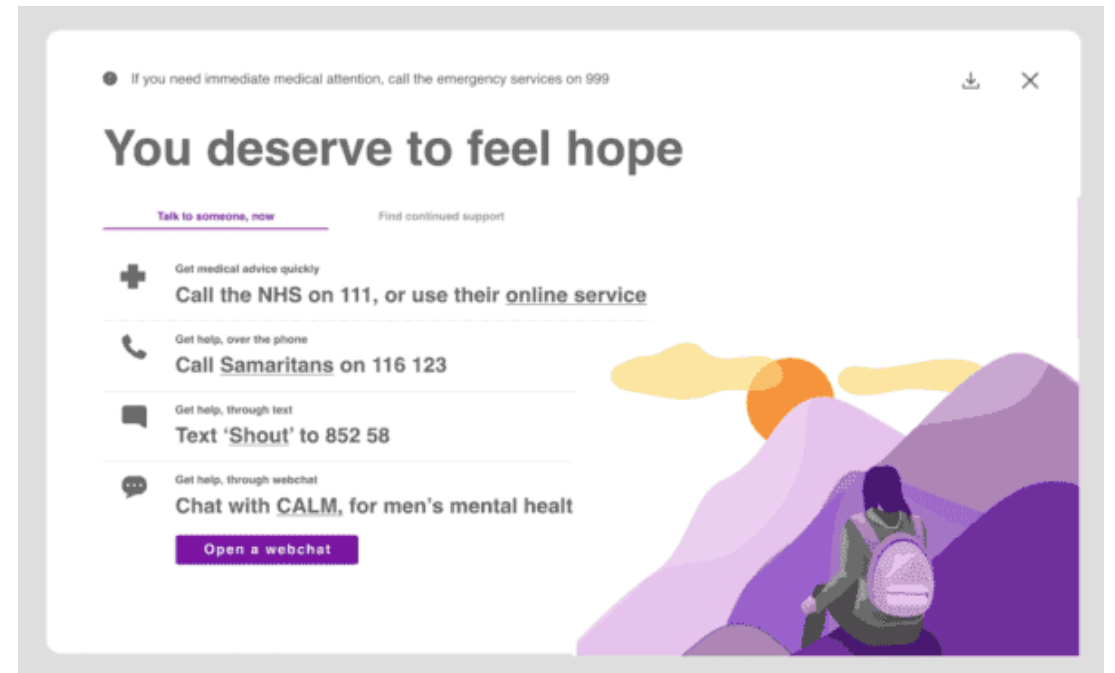 If you need immediate medical attention, call the emergency services on 999
You deserve to feel hope
Talk to someone, now
Find continued support
Get medical advice quickly
Call the NHS on 111, or use their online service
Get help, over the phone
Call Samaritans on 116 123
Get help, through text
Text ‘Shout’ to 852 58
Get help, through webchat
Chat with CALM, for men’s mental healt
Open a webchat